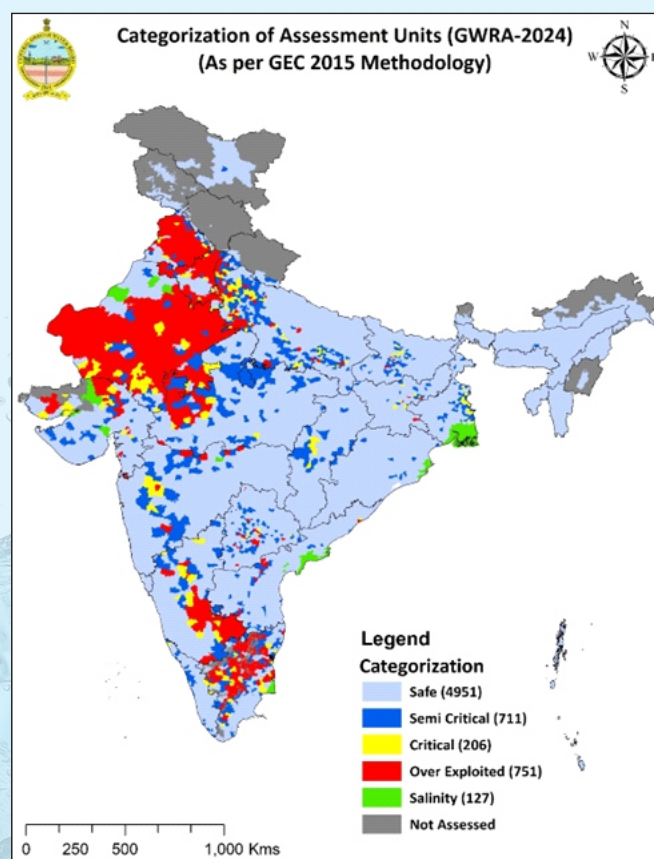 Categorization of Assessment Units (GWRA-2024)
(As per GEC 2015 Methodology)
N
W
S
Legend
Categorization
Safe (4951)
Semi Critical (711)
Critical (206)
Over Exploited (751)
Salinity (127)
Not Assessed
0 250 500 1,000 Kms